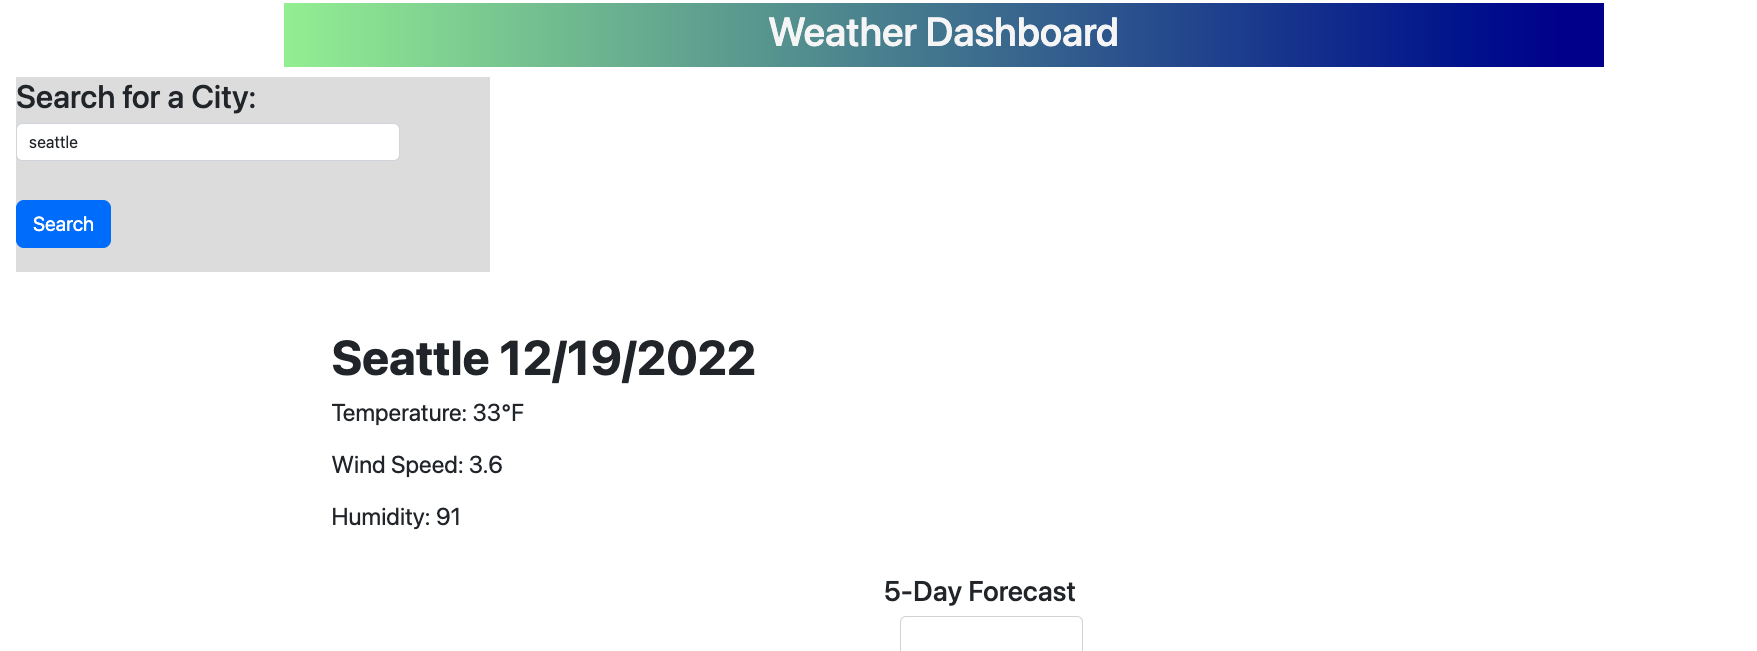 Weather Dashboard
Search for a City:
seattle
Search
Seattle 12/19/2022
Temperature: 33°F
Wind Speed: 3.6
Humidity: 91
5-Day Forecast